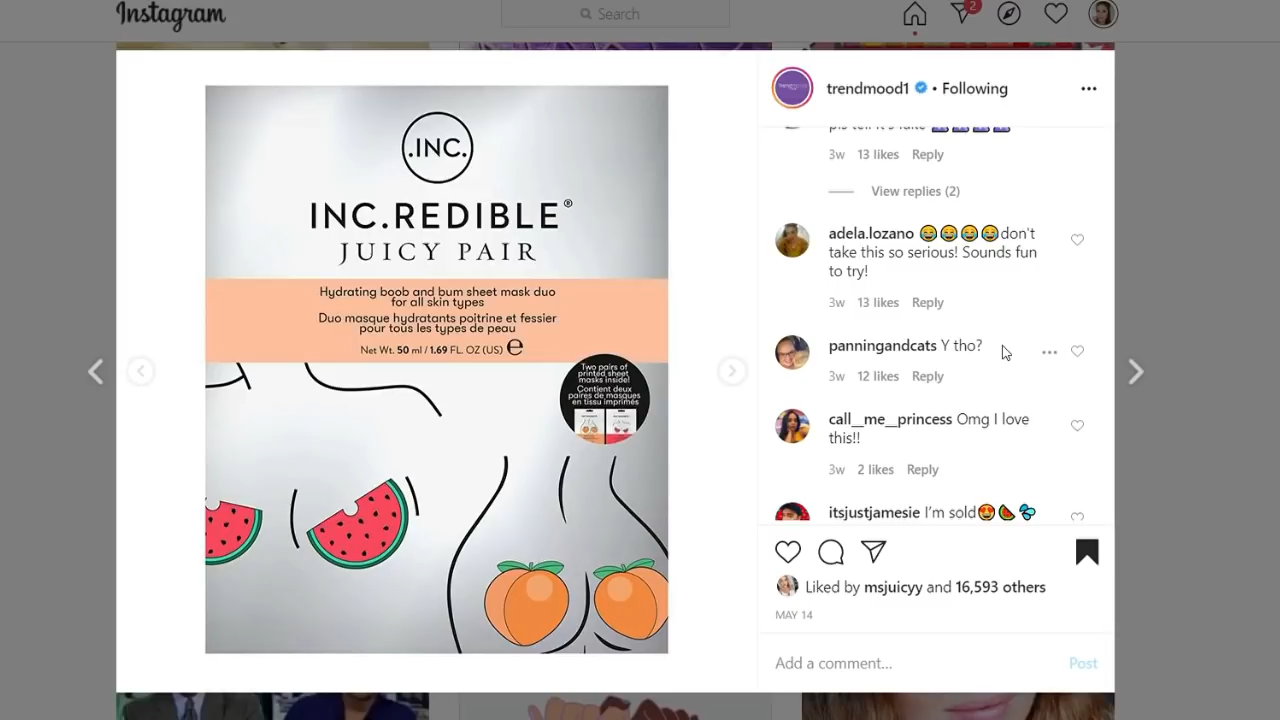 Instagram
Search
2
trendmood1 • Following
•••
3w 13 likes Reply
View replies (2)
adela.lozano 😂😂😂😂don't
take this so serious! Sounds fun
to try!
3w 13 likes Reply
panningandcats Y tho?
3w 12 likes Reply
call__me__princess Omg I love
this!!
3w 2 likes Reply
itsjustjamesie I'm sold😍🍉💦
Liked by msjuicyy and 16,593 others
MAY 14
Add a comment... Post
.INC.
INC.REDIBLE®
JUICY PAIR
Hydrating boob and bum sheet mask duo
for all skin types
Duo masque hydratants poitrine et fessier
pour tous les types de peau
Net Wt. 50 ml / 1.69 FL. OZ (US) ℮
Two pairs of
printed sheet
masks inside!
Contient deux
paires de masques
en tissu imprimés